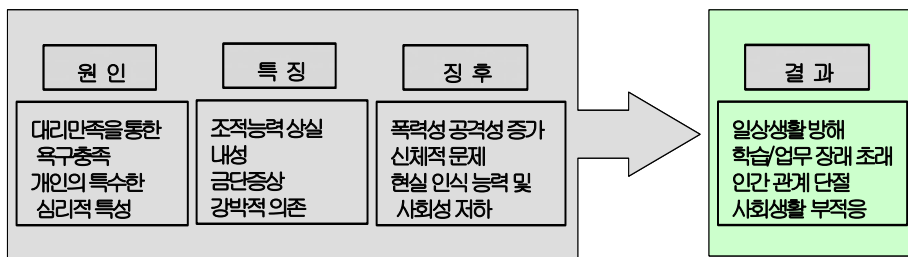 원 인
대리만족을통한
욕구충족
개인의 특수한
심리적 특성
특 징
조적능력 상실
내성
금단증상
강박적 의존
징 후
폭력성 공격성 증가
신체적 문제
현실 인식 능력 및
사회성 저하
결 과
일상생활 방해
학습/업무 장래 초래
인간 관계 단절
사회생활 부적응